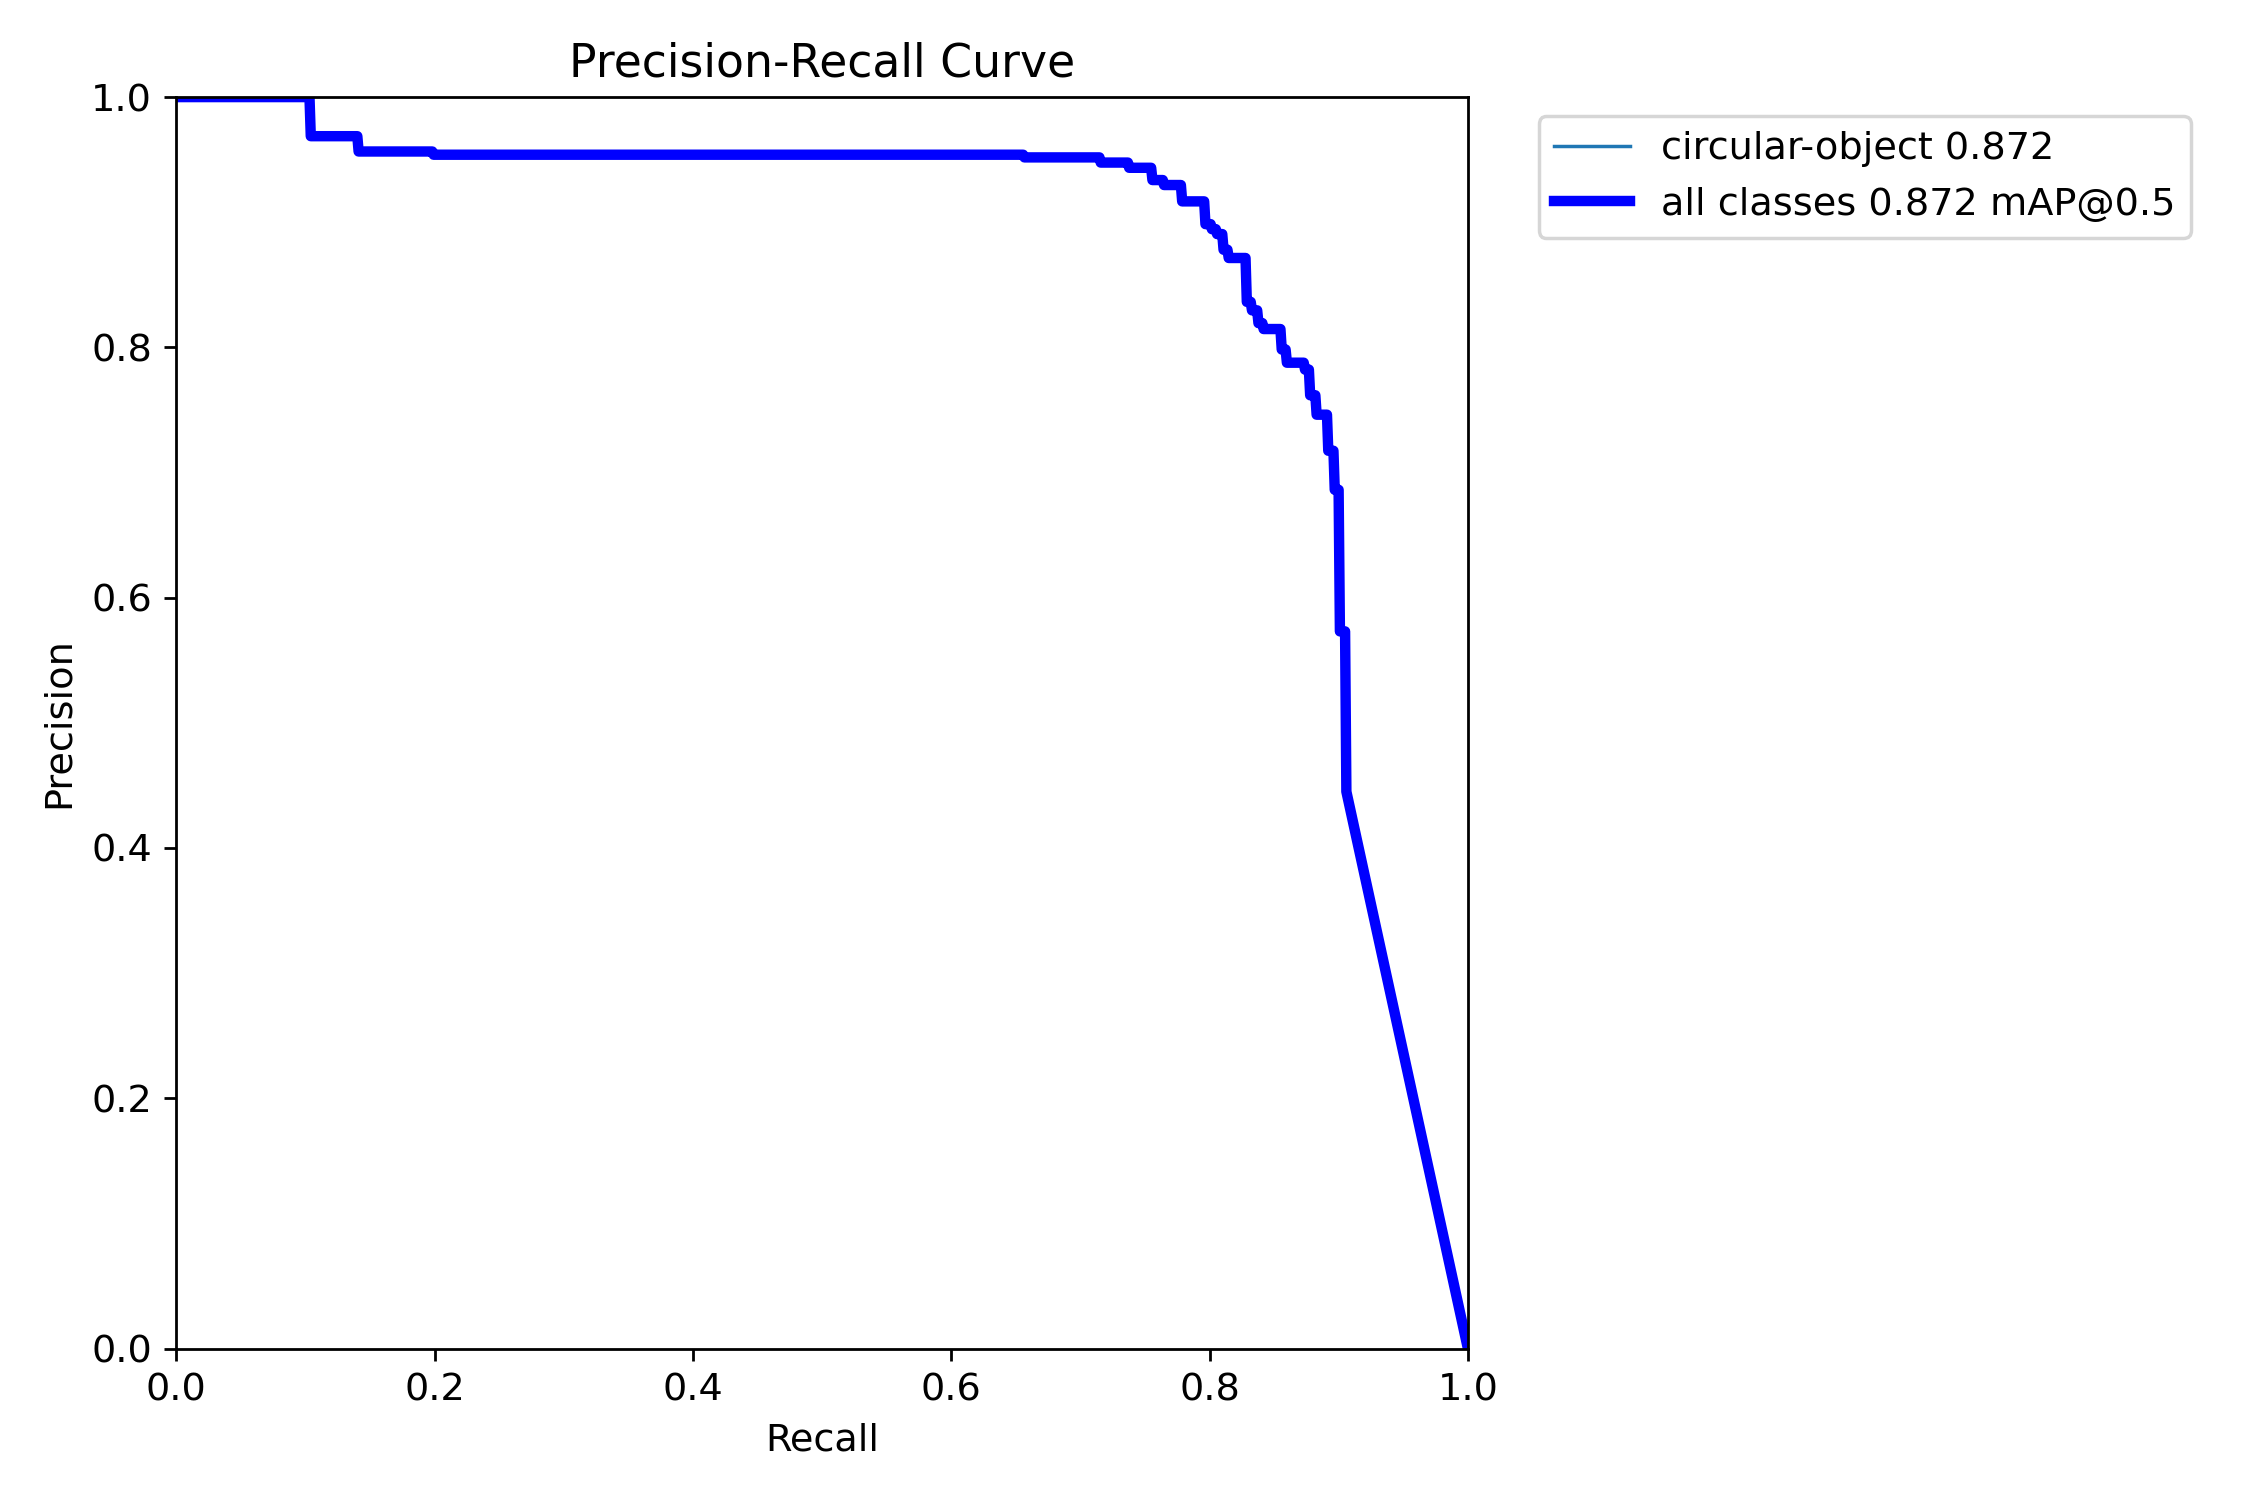 Precision-Recall Curve
circular-object 0.872
all classes 0.872 mAP@0.5
1.0
0.8
0.6
0.4
0.2
0.0
Precision
0.0 0.2 0.4 0.6 0.8 1.0
Recall